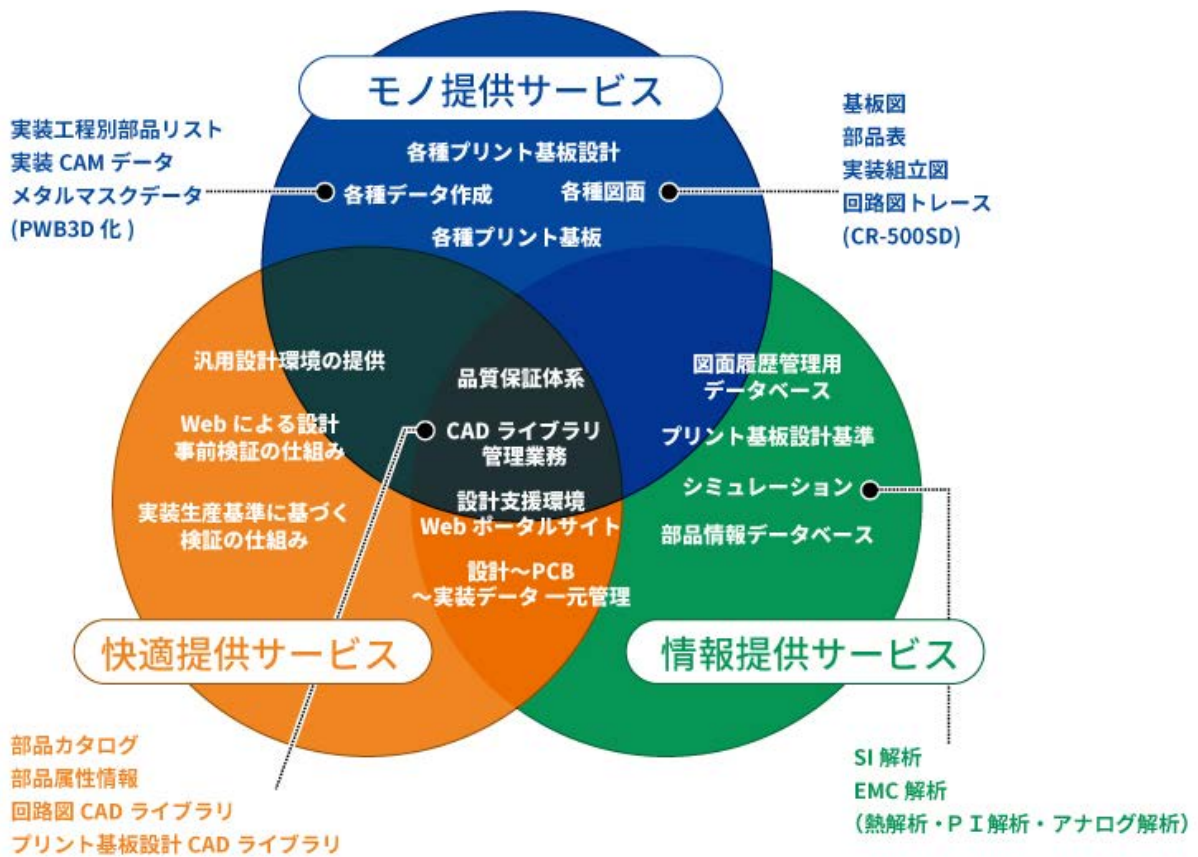 モノ提供サービス
実装工程別部品リスト
実装 CAM データ
メタルマスクデータ
(PWB3D 化 )
各種プリント基板設計
各種データ作成
各種図面
各種プリント基板
基板図
部品表
実装組立図
回路図トレース
(CR-500SD)
汎用設計環境の提供
Web による設計
事前検証の仕組み
実装生産基準に基づく
検証の仕組み
品質保証体系
CAD ライブラリ
管理業務
設計支援環境
Web ポータルサイト
設計～PCB
～実装データ 一元管理
図面履歴管理用
データベース
プリント基板設計基準
シミュレーション
部品情報データベース
快適提供サービス
情報提供サービス
部品カタログ
部品属性情報
回路図 CAD ライブラリ
プリント基板設計 CAD ライブラリ
SI 解析
EMC 解析
（熱解析・ＰＩ解析・アナログ解析）